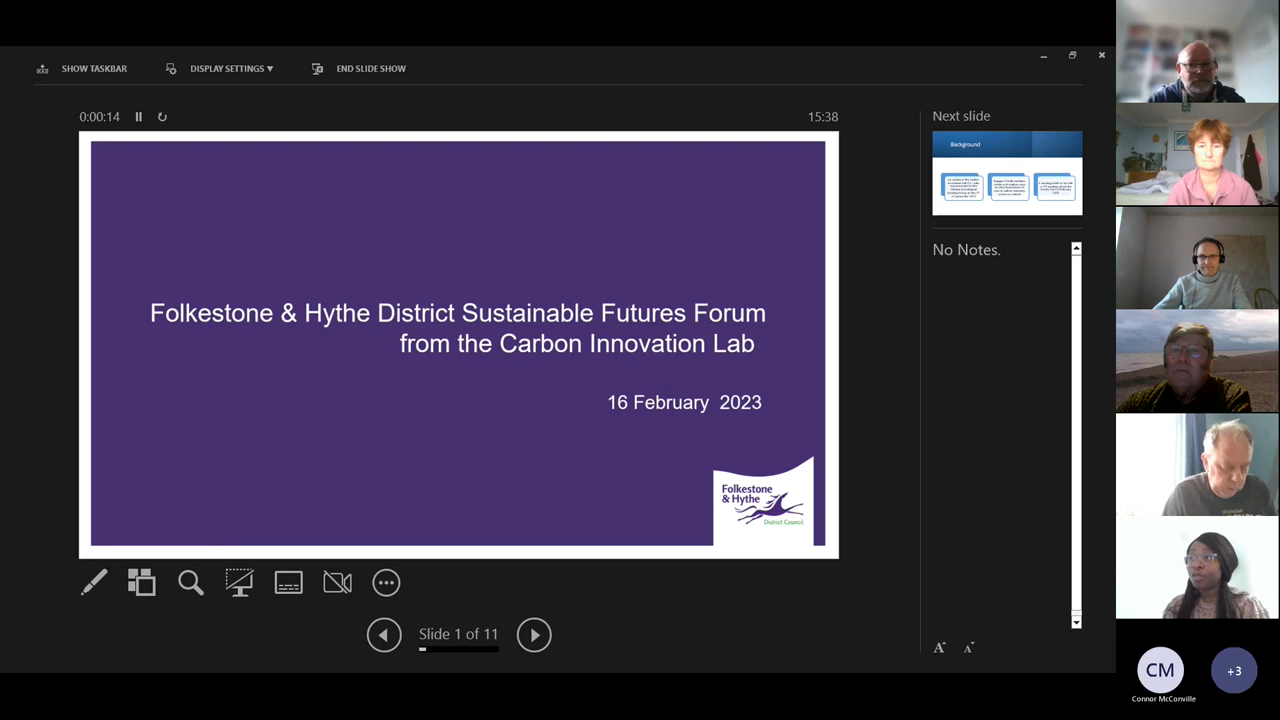 SHOW TASKBAR
DISPLAY SETTINGS
END SLIDE SHOW
0:00:14
15:38
Folkestone & Hythe District Sustainable Futures Forum
from the Carbon Innovation Lab
16 February 2023
Folkestone
& Hythe
District Council
Slide 1 of 11
Next slide
Background
No Notes.
A
A
CM
+3
Connor McConville